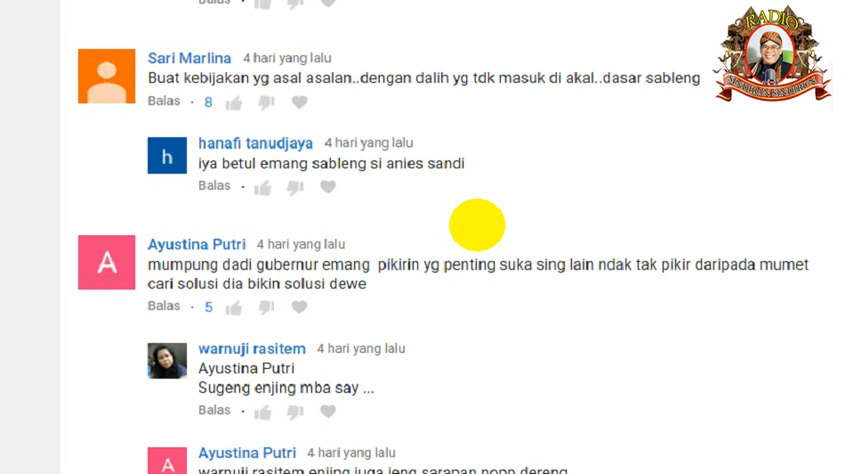 Balas
RADIO
Sari Marlina 4 hari yang lalu
Buat kebijakan yg asal asalan..dengan dalih yg tdk masuk di akal..dasar sableng
Balas · 8
h
hanafi tanudjaya 4 hari yang lalu
iya betul emang sableng si anies sandi
Balas ·
A
Ayustina Putri 4 hari yang lalu
mumpung dadi gubernur emang pikirin yg penting suka sing lain ndak tak pikir daripada mumet
cari solusi dia bikin solusi dewe
Balas · 5
warnuji rasitem 4 hari yang lalu
Ayustina Putri
Sugeng enjing mba say ...
Balas ·
A
Ayustina Putri 4 hari yang lalu
warnuji rasitem enjing juga jeng sarapan nopp dereng